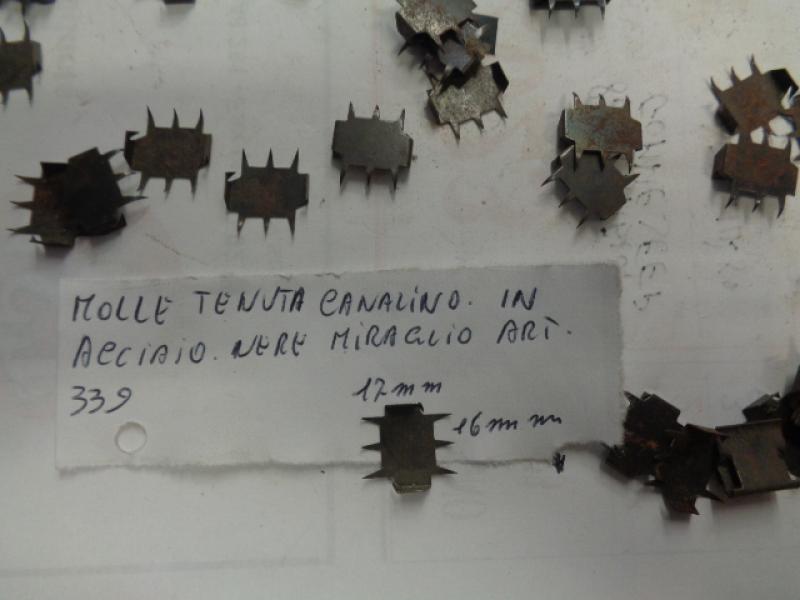 MOLLE TENUTA CANALINO. IN
ACCIAIO. NERE MIRAGLIO ART.
339
17mm
16mm